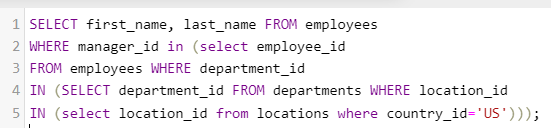 1 SELECT first_name, last_name FROM employees
2 WHERE manager_id in (select employee_id
3 FROM employees WHERE department_id
4 IN (SELECT department_id FROM departments WHERE location_id
5 IN (select location_id from locations where country_id='US')));